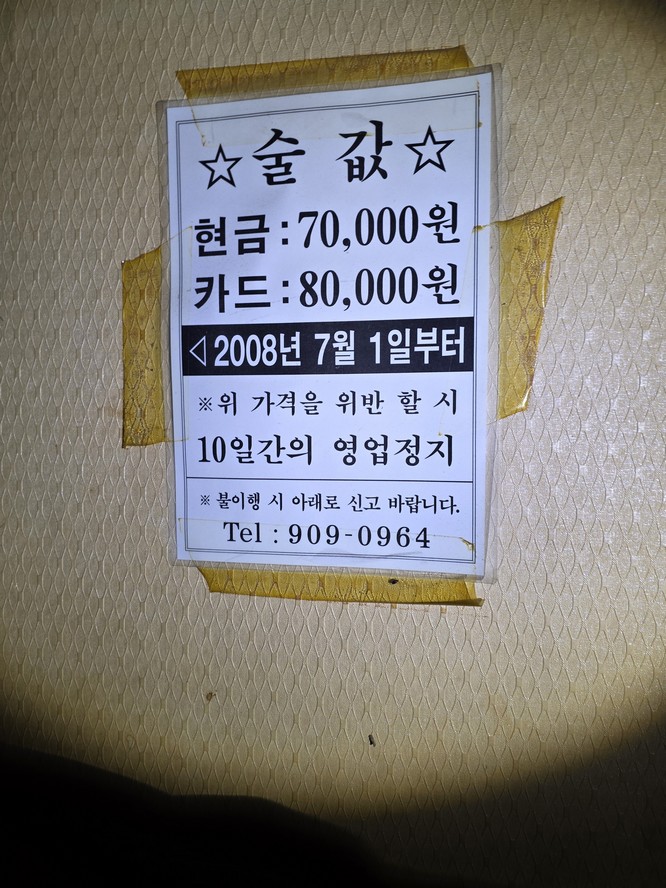 ☆술 값☆
현금:70,000원
카드:80,000원
◁2008년 7월 1일부터
※위 가격을 위반 할 시
10일간의 영업정지
※ 불이행 시 아래로 신고 바랍니다.
Tel : 909-0964